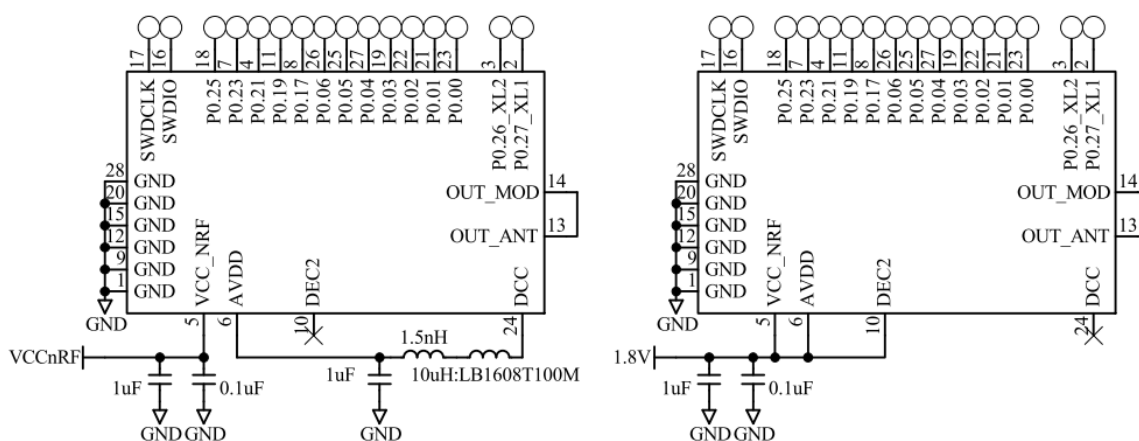 17 16 18 7 4 11 8 26 25 27 19 22 21 23 3 2
SWDCLK SWDIO P0.25 P0.23 P0.21 P0.19 P0.17 P0.06 P0.05 P0.04 P0.03 P0.02 P0.01 P0.00 P0.26_XL2 P0.27_XL1
28 GND
20 GND
15 GND
12 GND
9 GND
1 GND
GND
OUT_MOD 14
OUT_ANT 13
VCC_NRF AVDD DEC2 DCC
5 6 10 24
VCCnRF
1.5nH
1uF 0.1uF 1uF 10uH:LB1608T100M
GND GND GND
17 16 18 7 4 11 8 26 25 27 19 22 21 23 3 2
SWDCLK SWDIO P0.25 P0.23 P0.21 P0.19 P0.17 P0.06 P0.05 P0.04 P0.03 P0.02 P0.01 P0.00 P0.26_XL2 P0.27_XL1
28 GND
20 GND
15 GND
12 GND
9 GND
1 GND
GND
OUT_MOD 14
OUT_ANT 13
VCC_NRF AVDD DEC2 DCC
5 6 10 24
1.8V
1uF 0.1uF
GND GND